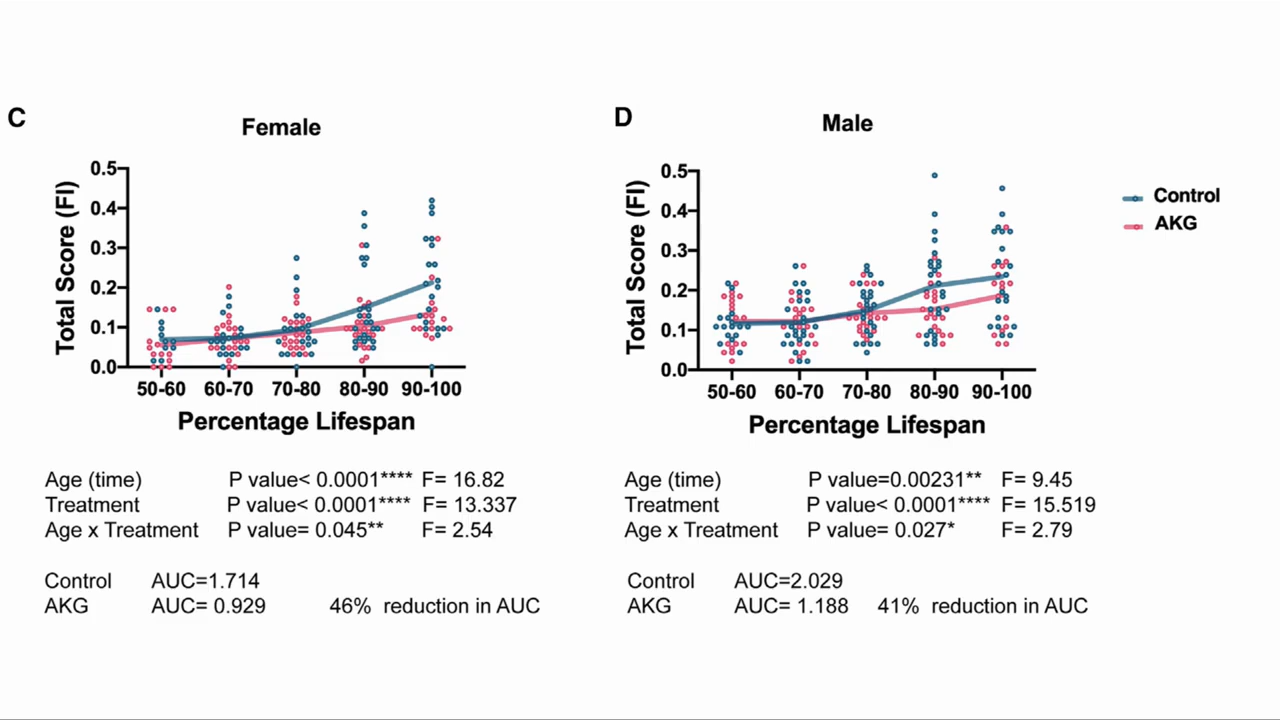 C
Female
0.5
0.4
0.3
0.2
0.1
0.0
Total Score (FI)
50-60 60-70 70-80 80-90 90-100
Percentage Lifespan
Age (time) P value< 0.0001**** F= 16.82
Treatment P value< 0.0001**** F= 13.337
Age x Treatment P value= 0.045** F= 2.54
Control AUC=1.714
AKG AUC= 0.929 46% reduction in AUC
D
Male
0.5
0.4
0.3
0.2
0.1
0.0
Total Score (FI)
50-60 60-70 70-80 80-90 90-100
Percentage Lifespan
Control
AKG
Age (time) P value=0.00231** F= 9.45
Treatment P value< 0.0001**** F= 15.519
Age x Treatment P value= 0.027* F= 2.79
Control AUC=2.029
AKG AUC= 1.188 41% reduction in AUC